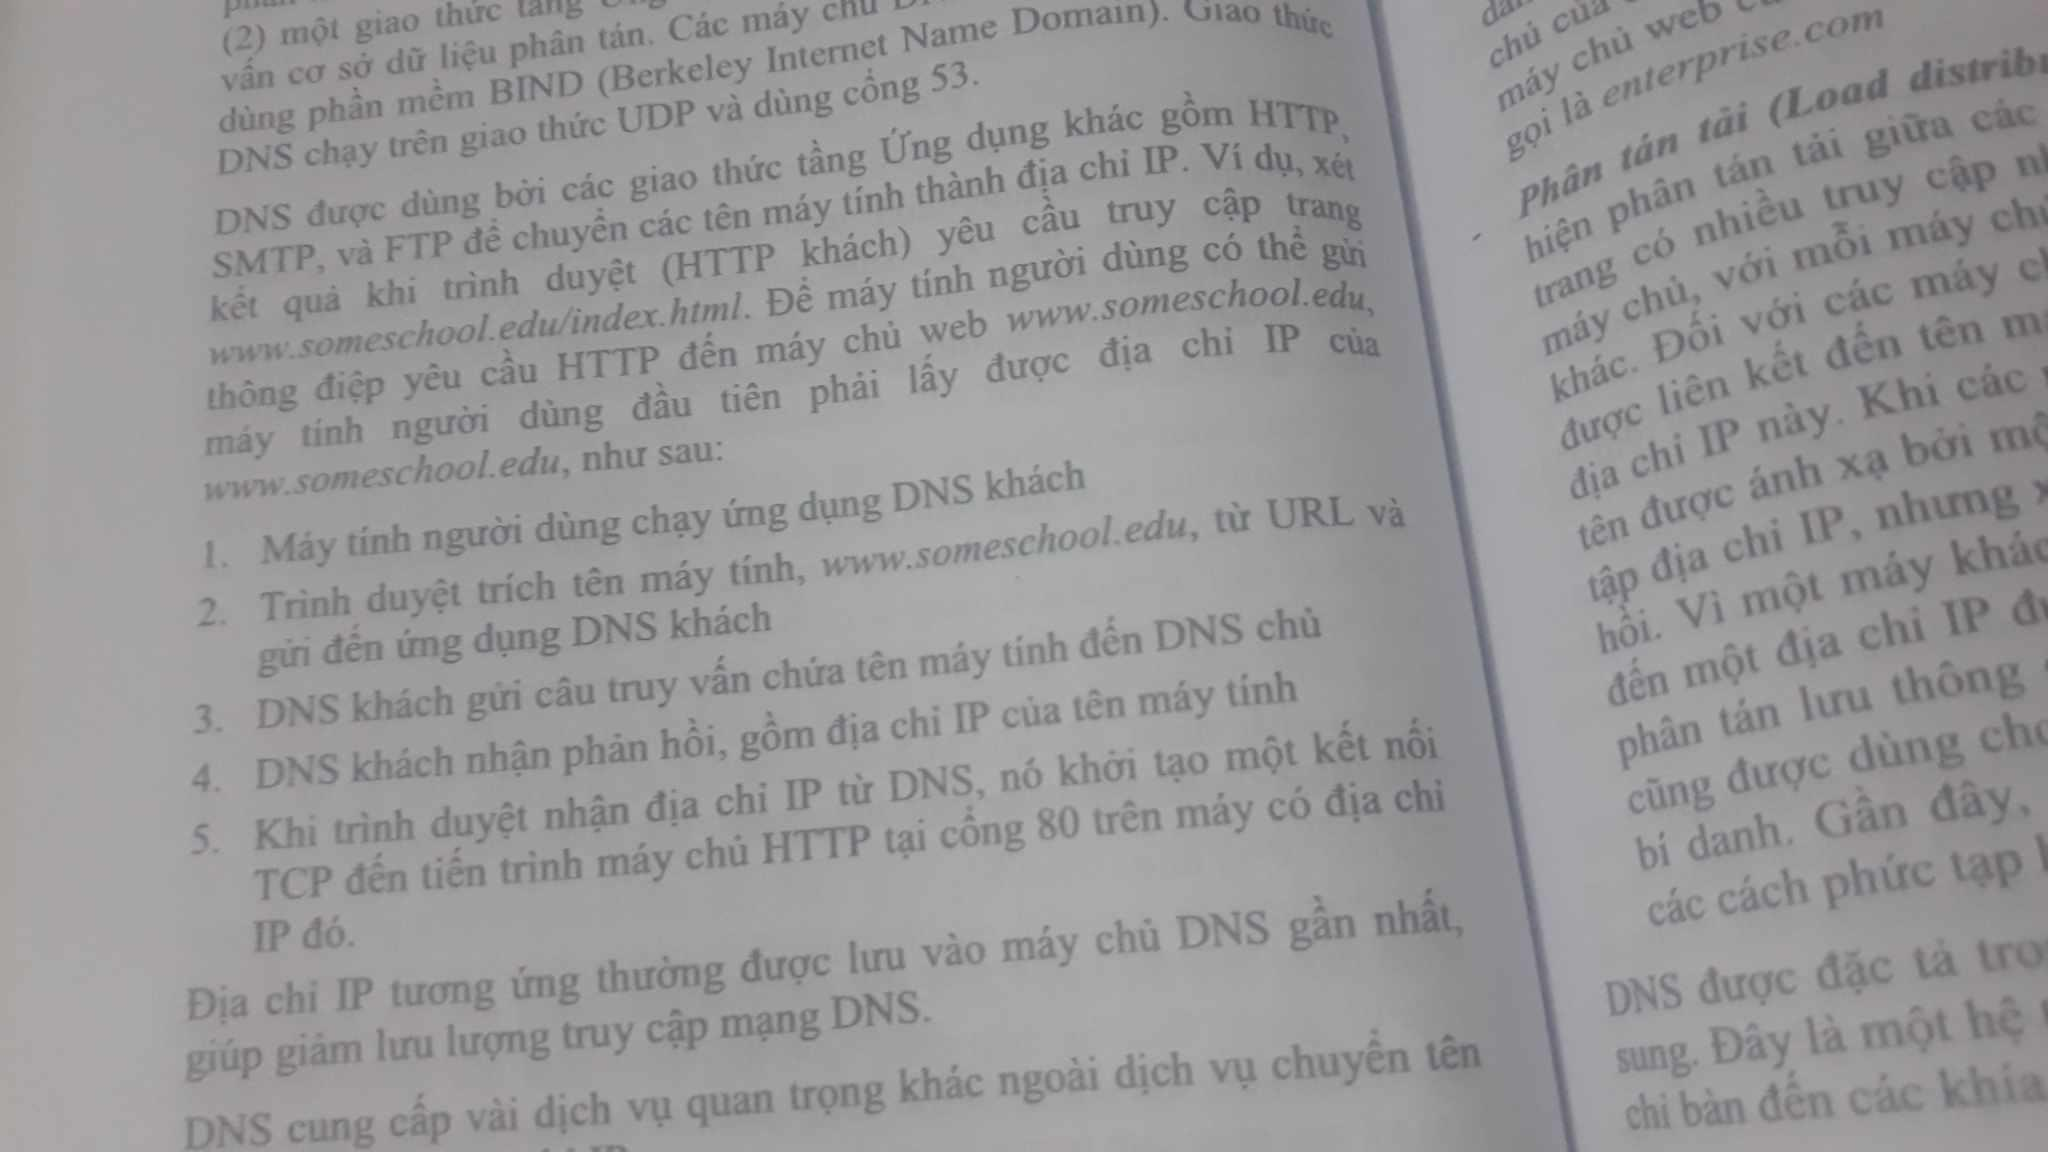 (2) một giao thức tầng
vấn cơ sở dữ liệu phân tán. Các máy chủ
dùng phần mềm BIND (Berkeley Internet Name Domain). Giao thức
DNS chạy trên giao thức UDP và dùng cổng 53.
DNS được dùng bởi các giao thức tầng Ứng dụng khác gồm HTTP,
SMTP, và FTP để chuyển các tên máy tính thành địa chỉ IP. Ví dụ, xét
kết quả khi trình duyệt (HTTP khách) yêu cầu truy cập trang
www.someschool.edu/index.html. Để máy tính người dùng có thể gửi
thông điệp yêu cầu HTTP đến máy chủ web www.someschool.edu,
máy tính người dùng đầu tiên phải lấy được địa chỉ IP của
www.someschool.edu, như sau:
1. Máy tính người dùng chạy ứng dụng DNS khách
2. Trình duyệt trích tên máy tính, www.someschool.edu, từ URL và
gửi đến ứng dụng DNS khách
3. DNS khách gửi câu truy vấn chứa tên máy tính đến DNS chủ
4. DNS khách nhận phản hồi, gồm địa chỉ IP của tên máy tính
5. Khi trình duyệt nhận địa chỉ IP từ DNS, nó khởi tạo một kết nối
TCP đến tiến trình máy chủ HTTP tại cổng 80 trên máy có địa chỉ
IP đó.
Địa chỉ IP tương ứng thường được lưu vào máy chủ DNS gần nhất,
giúp giảm lưu lượng truy cập mạng DNS.
DNS cung cấp vài dịch vụ quan trọng khác ngoài dịch vụ chuyển tên
chủ của
máy chủ web
gọi là enterprise.com
Phân tán tải (Load
hiện phân tán tải giữa các
trang có nhiều truy cập
máy chủ, với mỗi máy
khác. Đối với các máy
được liên kết đến tên
địa chỉ IP này. Khi các
tên được ánh xạ bởi
tập địa chỉ IP, nhưng
hồi. Vì một máy
đến một địa chỉ IP
phân tán lưu thông
cũng được dùng
bí danh. Gần đây,
các cách phức tạp
DNS được đặc tả
sung. Đây là một hệ
chỉ bàn đến các